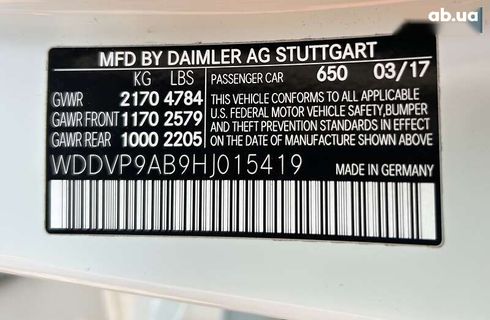 ab.ua
MFD BY DAIMLER AG STUTTGART
KG LBS PASSENGER CAR 650 03/17
GVWR 2170 4784
GAWR FRONT 1170 2579
GAWR REAR 1000 2205
THIS VEHICLE CONFORMS TO ALL APPLICABLE
U.S. FEDERAL MOTOR VEHICLE SAFETY, BUMPER
AND THEFT PREVENTION STANDARDS IN EFFECT
ON THE DATE OF MANUFACTURE SHOWN ABOVE
WDDVP9AB9HJ015419 MADE IN GERMANY